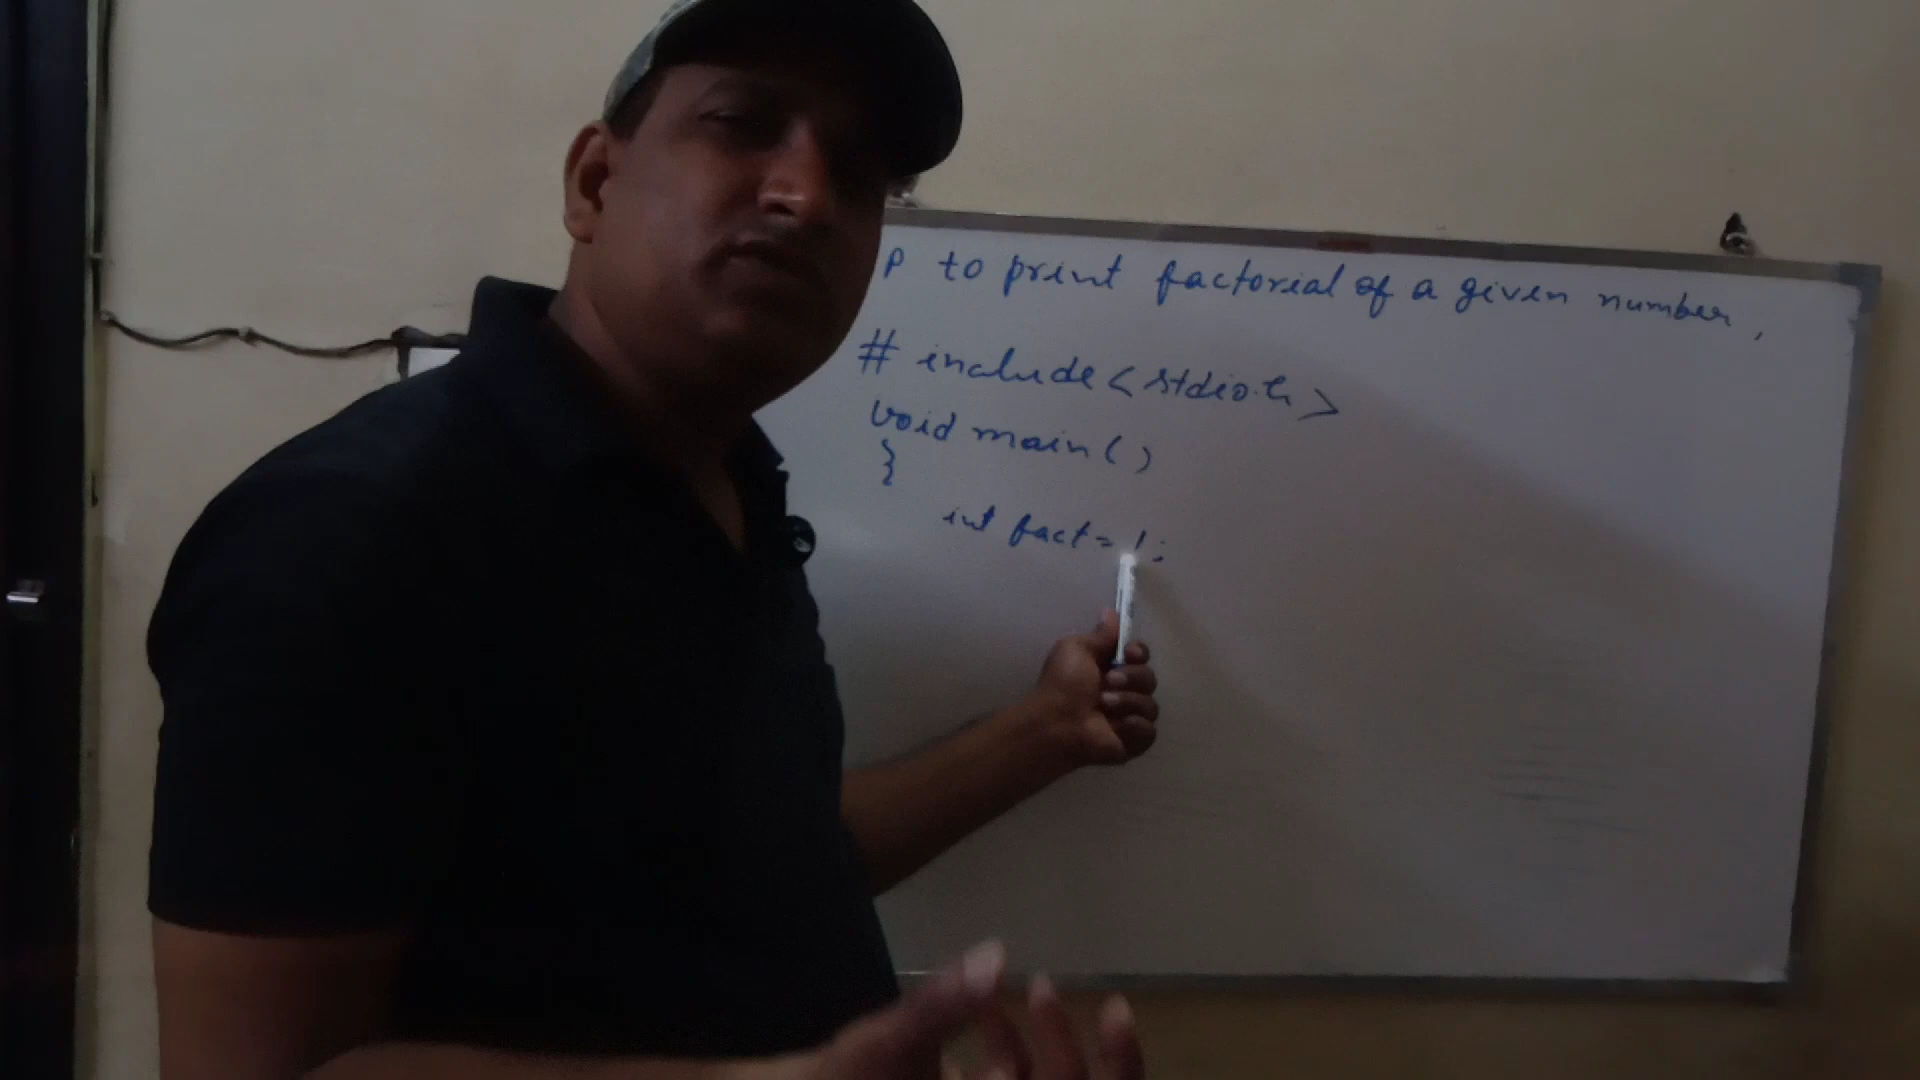 P to print factorial of a given number,
# include<stdio.h>
void main()
{
int fact=1;